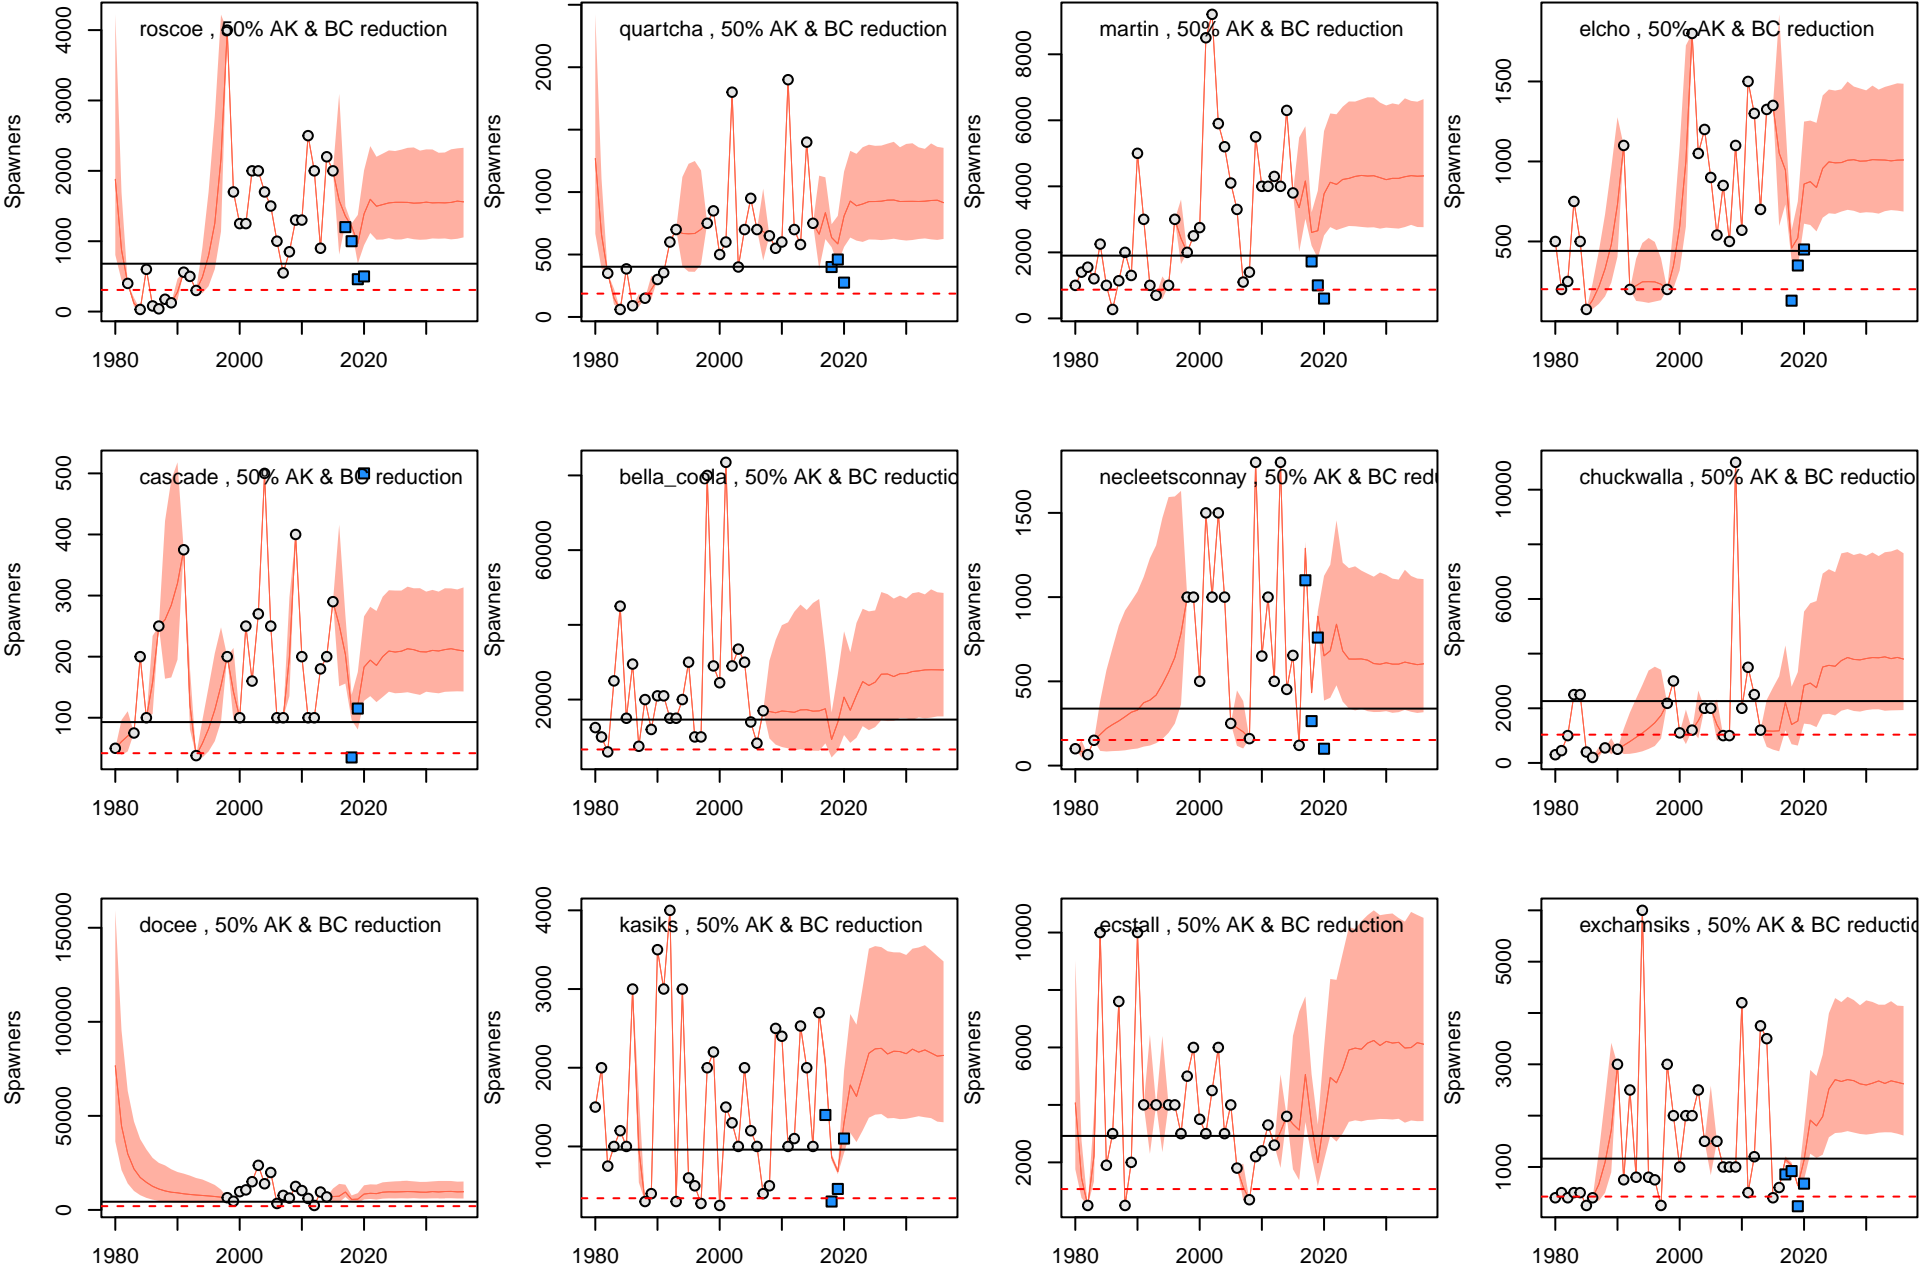 roscoe , 50% AK & BC reduction
Spawners
0 1000 2000 3000 4000
1980 2000 2020
quartcha , 50% AK & BC reduction
Spawners
0 500 1000 2000
1980 2000 2020
martin , 50% AK & BC reduction
Spawners
0 2000 4000 6000 8000
1980 2000 2020
elcho , 50% AK & BC reduction
Spawners
500 1000 1500
1980 2000 2020
cascade , 50% AK & BC reduction
Spawners
100 200 300 400 500
1980 2000 2020
bella_coola , 50% AK & BC reductio
Spawners
20000 60000
1980 2000 2020
necleetsconnay , 50% AK & BC redu
Spawners
0 500 1000 1500
1980 2000 2020
chuckwalla , 50% AK & BC reductio
Spawners
0 2000 6000 10000
1980 2000 2020
docee , 50% AK & BC reduction
Spawners
0 50000 100000 150000
1980 2000 2020
kasiks , 50% AK & BC reduction
Spawners
1000 2000 3000 4000
1980 2000 2020
ecstall , 50% AK & BC reduction
Spawners
2000 6000 10000
1980 2000 2020
exchamsiks , 50% AK & BC reductio
Spawners
1000 3000 5000
1980 2000 2020